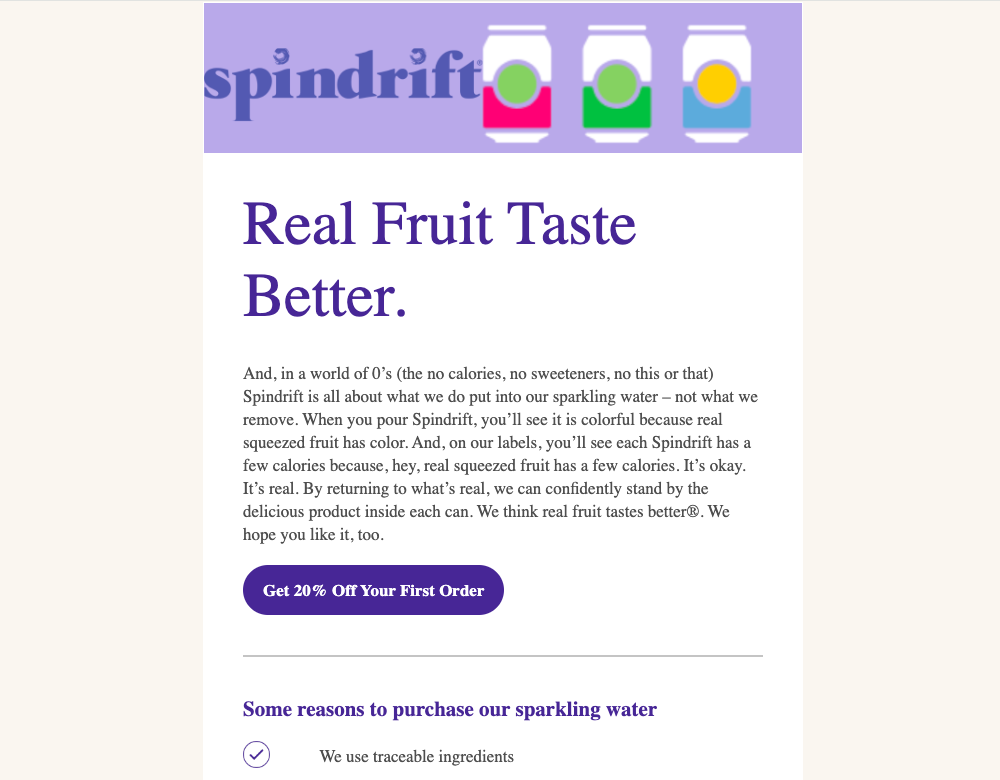 spindrift®
Real Fruit Taste
Better.
And, in a world of 0’s (the no calories, no sweeteners, no this or that)
Spindrift is all about what we do put into our sparkling water – not what we
remove. When you pour Spindrift, you’ll see it is colorful because real
squeezed fruit has color. And, on our labels, you’ll see each Spindrift has a
few calories because, hey, real squeezed fruit has a few calories. It’s okay.
It’s real. By returning to what’s real, we can confidently stand by the
delicious product inside each can. We think real fruit tastes better®. We
hope you like it, too.
Get 20% Off Your First Order
Some reasons to purchase our sparkling water
We use traceable ingredients